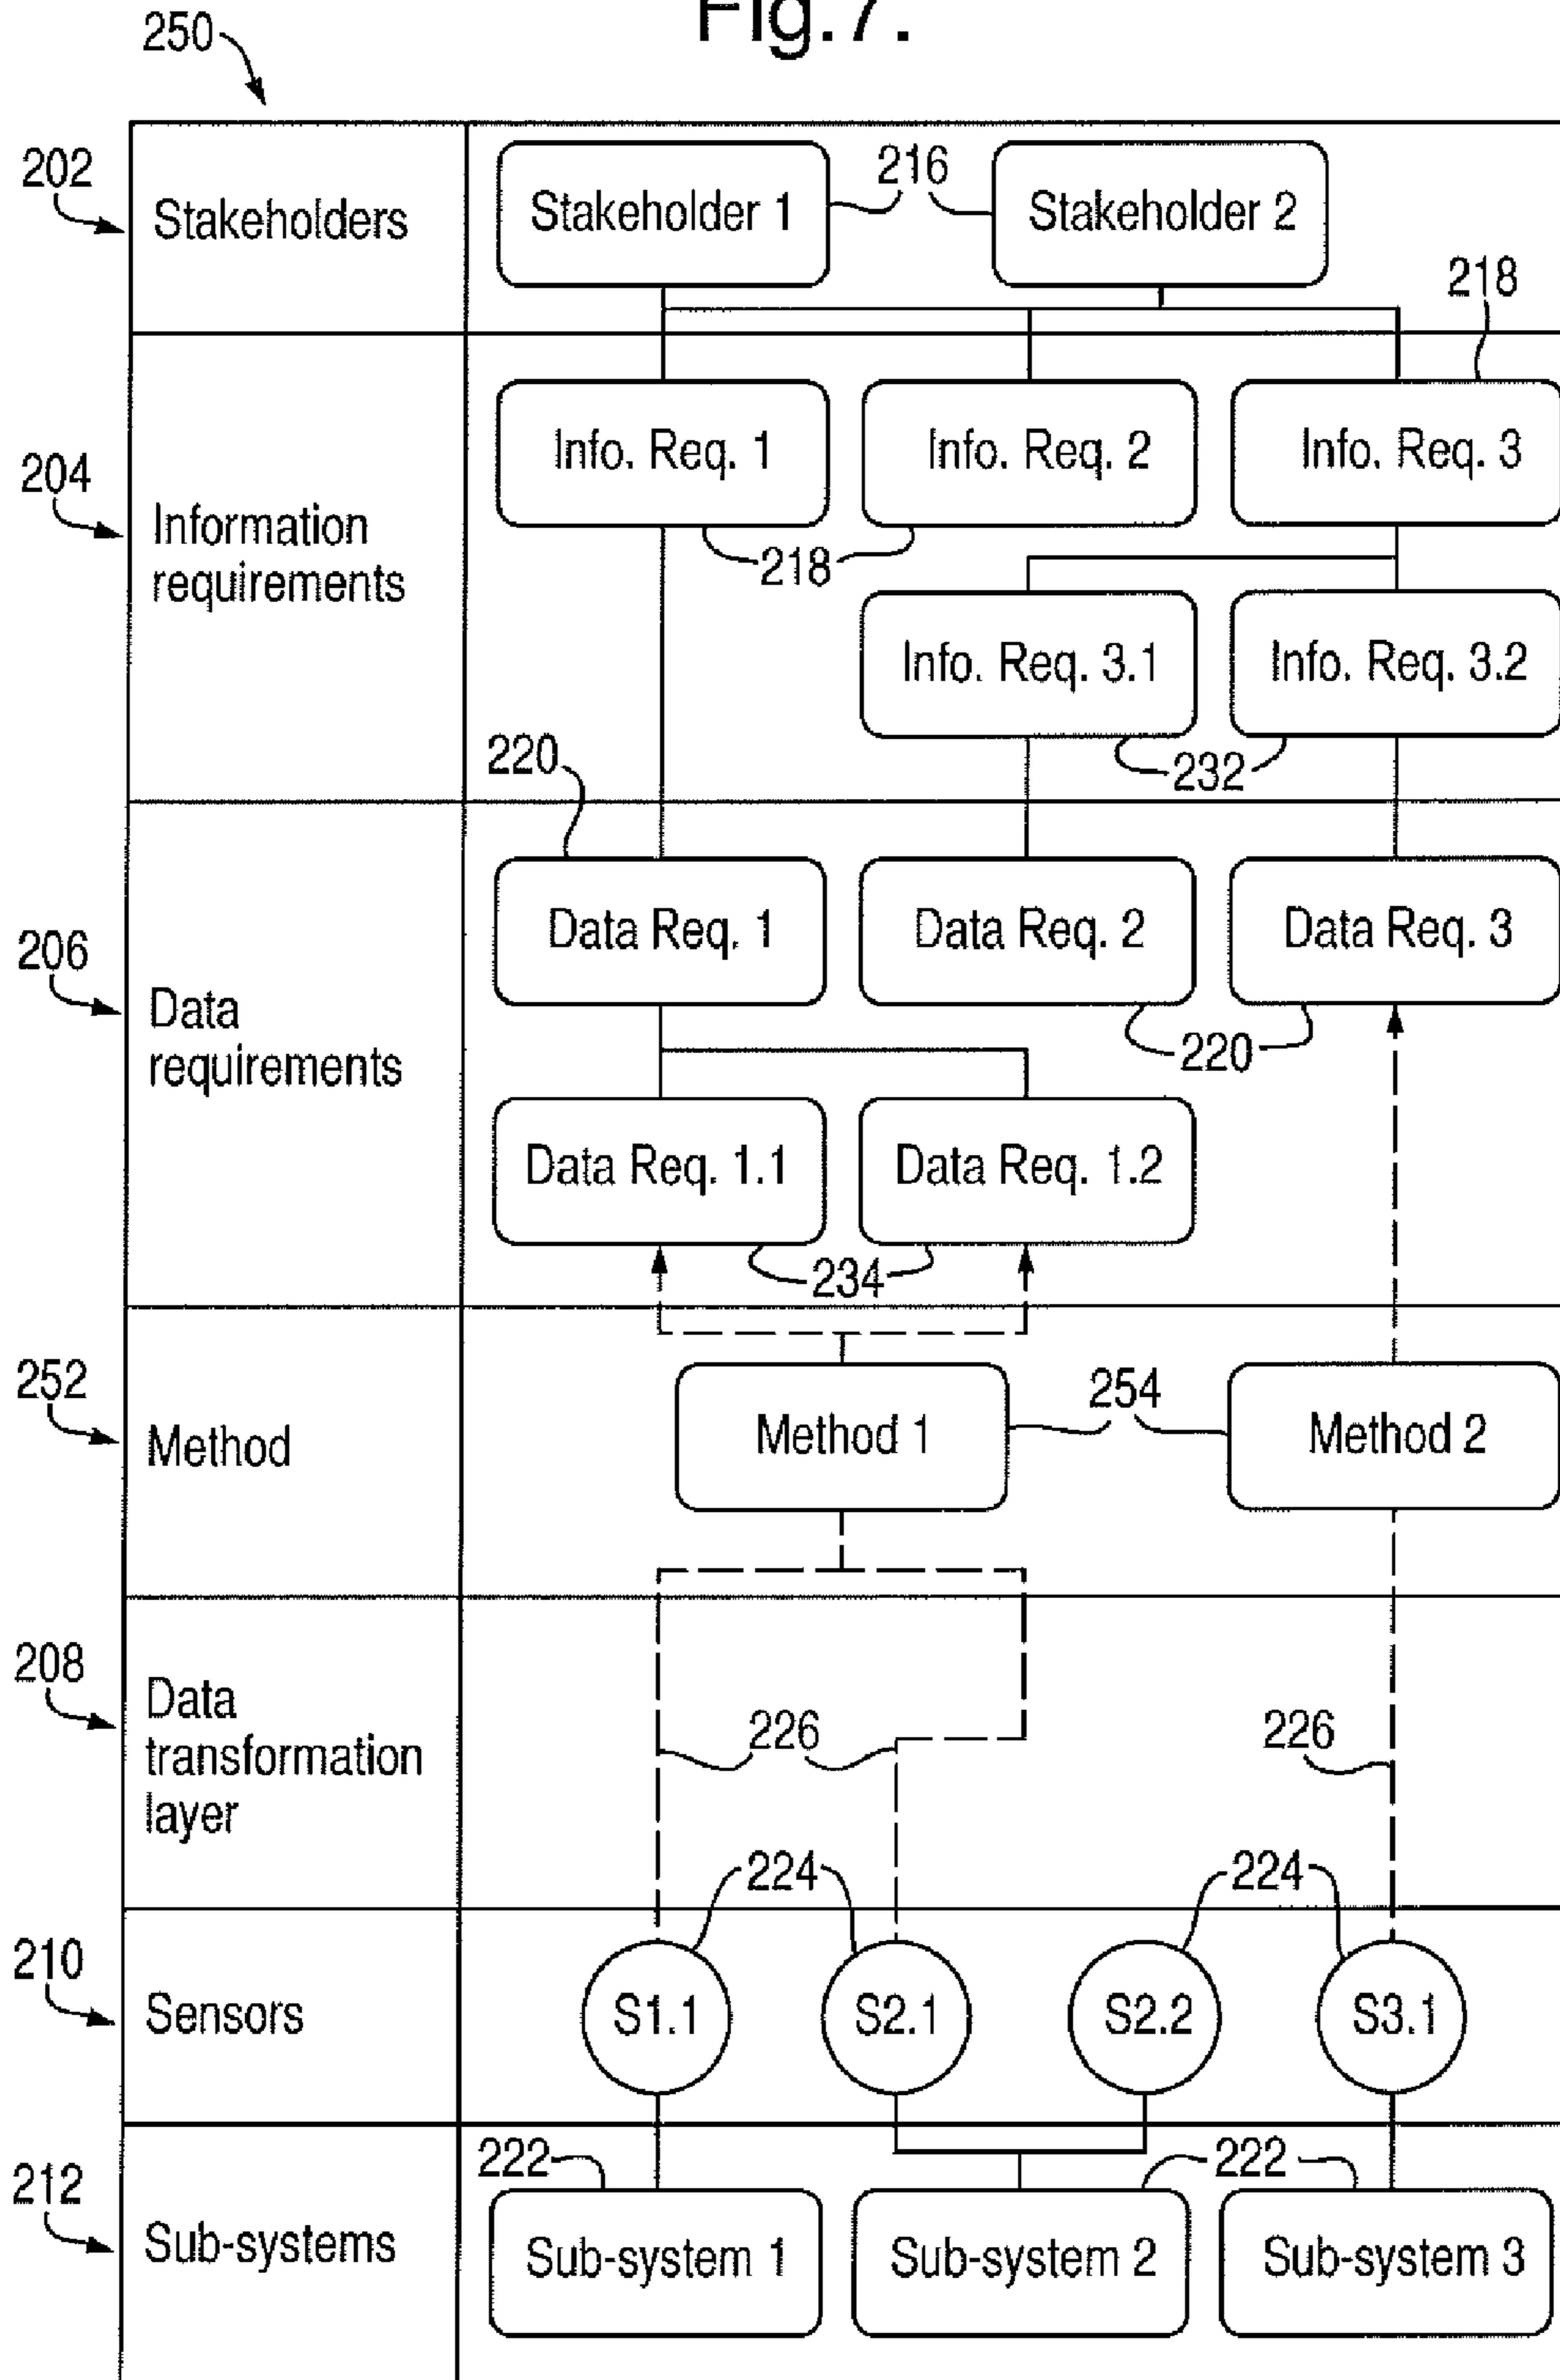 Fig.7.
250
202
Stakeholders
Stakeholder 1
216
Stakeholder 2
218
204
Information
requirements
Info. Req. 1
Info. Req. 2
Info. Req. 3
218
Info. Req. 3.1
Info. Req. 3.2
232
220
206
Data
requirements
Data Req. 1
Data Req. 2
Data Req. 3
220
Data Req. 1.1
Data Req. 1.2
234
252
Method
Method 1
254
Method 2
208
Data
transformation
layer
226
226
224
224
210
Sensors
S1.1
S2.1
S2.2
S3.1
212
Sub-systems
222
222
Sub-system 1
Sub-system 2
Sub-system 3